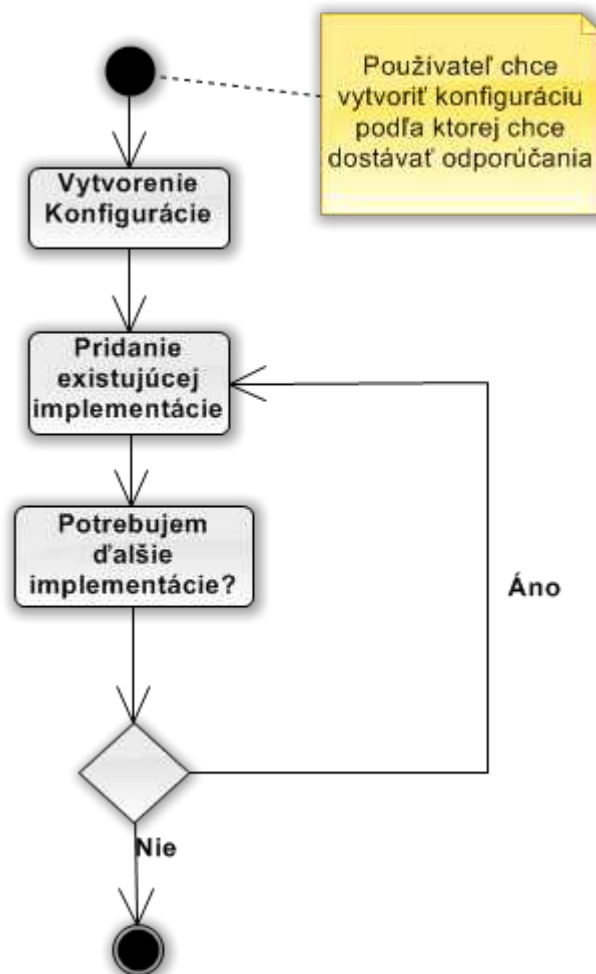 Používateľ chce
vytvoriť konfiguráciu
podľa ktorej chce
dostávať odporúčania
Vytvorenie
Konfigurácie
Pridanie
existujúcej
implementácie
Potrebujem
ďalšie
implementácie?
Áno
Nie